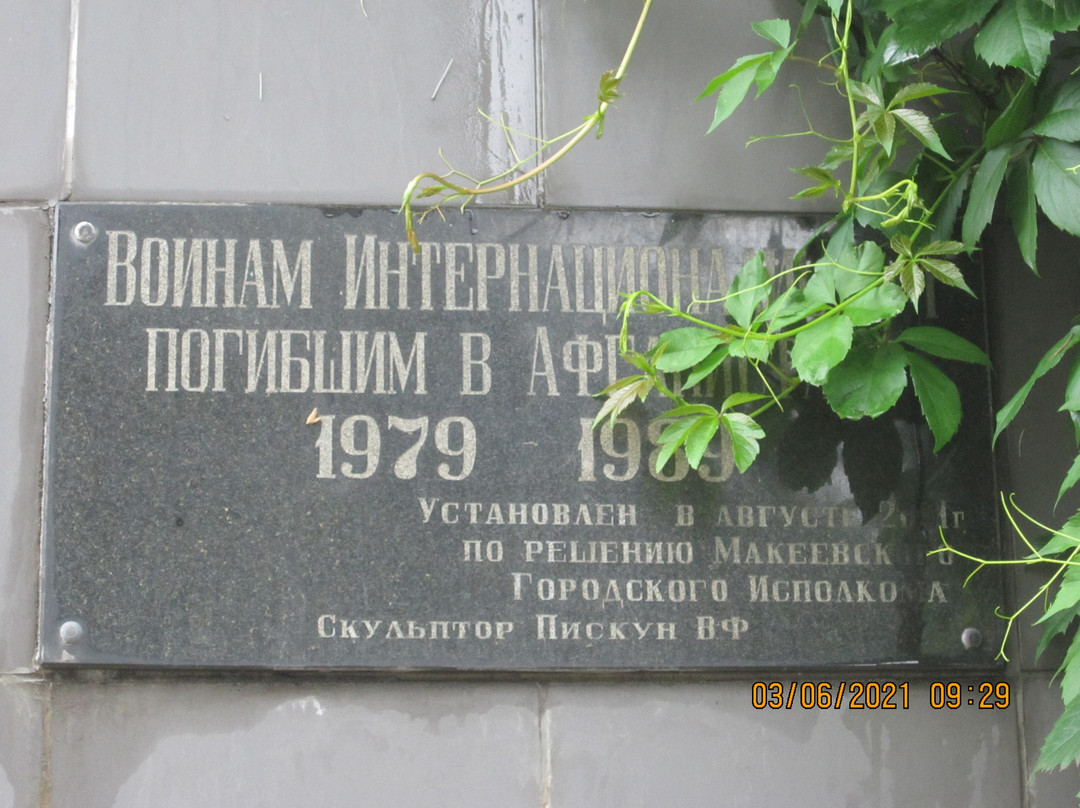 Воинам
погибшим в
1979 1989
Установлен в августе
по решению
Городского Исполкома
Скульптор Пискун ВФ
03/06/2021 09:29